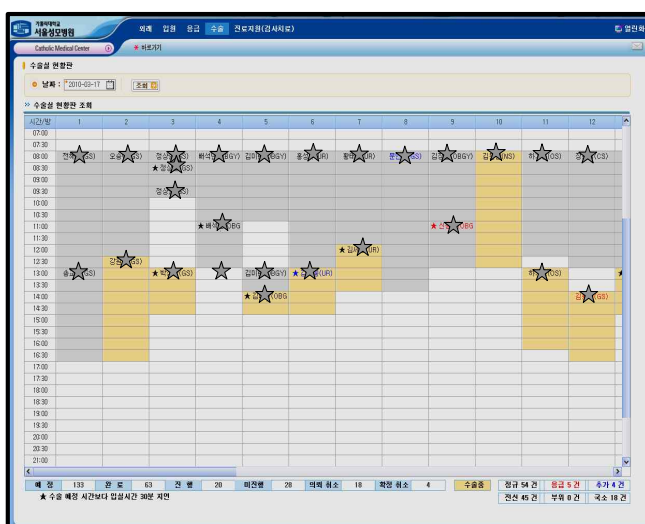 가톨릭대학교
서울성모병원
외래 입원 응급 수술 진료지원(검사치료)
열린화
Catholic Medical Center
★ 바로가기
수술실 현황판
날짜 : 2010-03-17 조회
수술실 현황판 조회
시간/방 1 2 3 4 5 6 7 8 9 10 11 12
07:00
07:30
08:00 (GS) (GS) (GS) (OBGY) (OBGY) (UR) (UR) (GS) (OBGY) (NS) (OS) (CS)
08:30 ★ (GS)
09:00
09:30 (GS)
10:00
10:30
11:00 ★ (OBG ★ (OBG
11:30
12:00 ★ (UR)
12:30 (GS)
13:00 (GS) ★ (GS) ★ (OBGY) ★ (UR) (OS) ★
13:30
14:00 ★ (OBG (GS)
14:30
15:00
15:30
16:00
16:30
17:00
17:30
18:00
18:30
19:00
19:30
20:00
20:30
21:00
예 정 133 완 료 63 진 행 20 미진행 28 의뢰 취소 18 확정 취소 4 수술중 정규 54 건 응급 5 건 추가 4 건
★ 수술 예정 시간보다 입실시간 30분 지연 전신 45 건 부위 0 건 국소 18 건